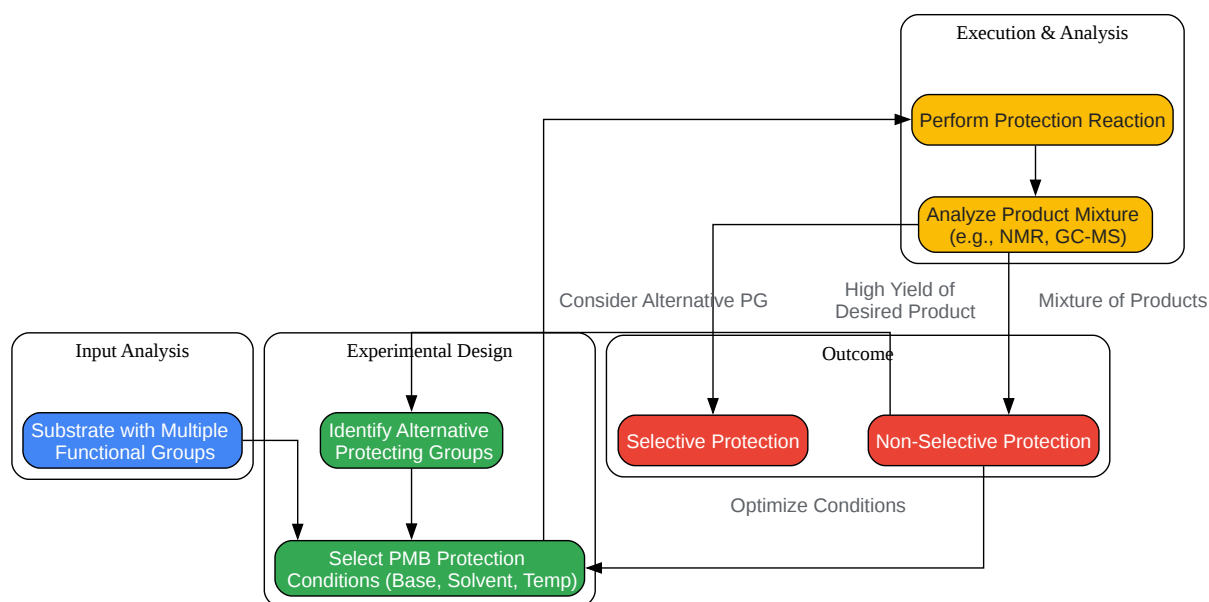 Execution & Analysis
Perform Protection Reaction
Analyze Product Mixture
(e.g., NMR, GC-MS)
Consider Alternative PG
High Yield of
Desired Product
Mixture of Products
Input Analysis
Experimental Design
Outcome
Substrate with Multiple
Functional Groups
Identify Alternative
Protecting Groups
Selective Protection
Non-Selective Protection
Optimize Conditions
Select PMB Protection
Conditions (Base, Solvent, Temp)